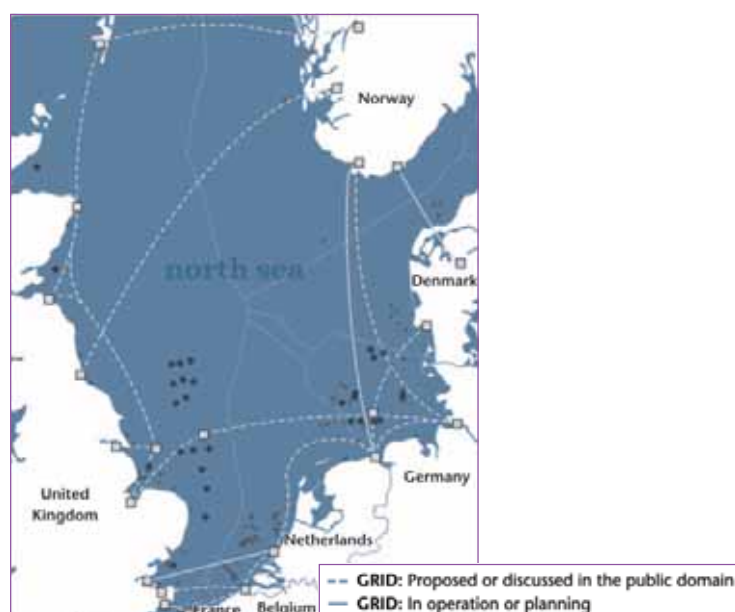 Norway
north sea
Denmark
Germany
United
Kingdom
Netherlands
France Belgium
GRID: Proposed or discussed in the public domain
GRID: In operation or planning